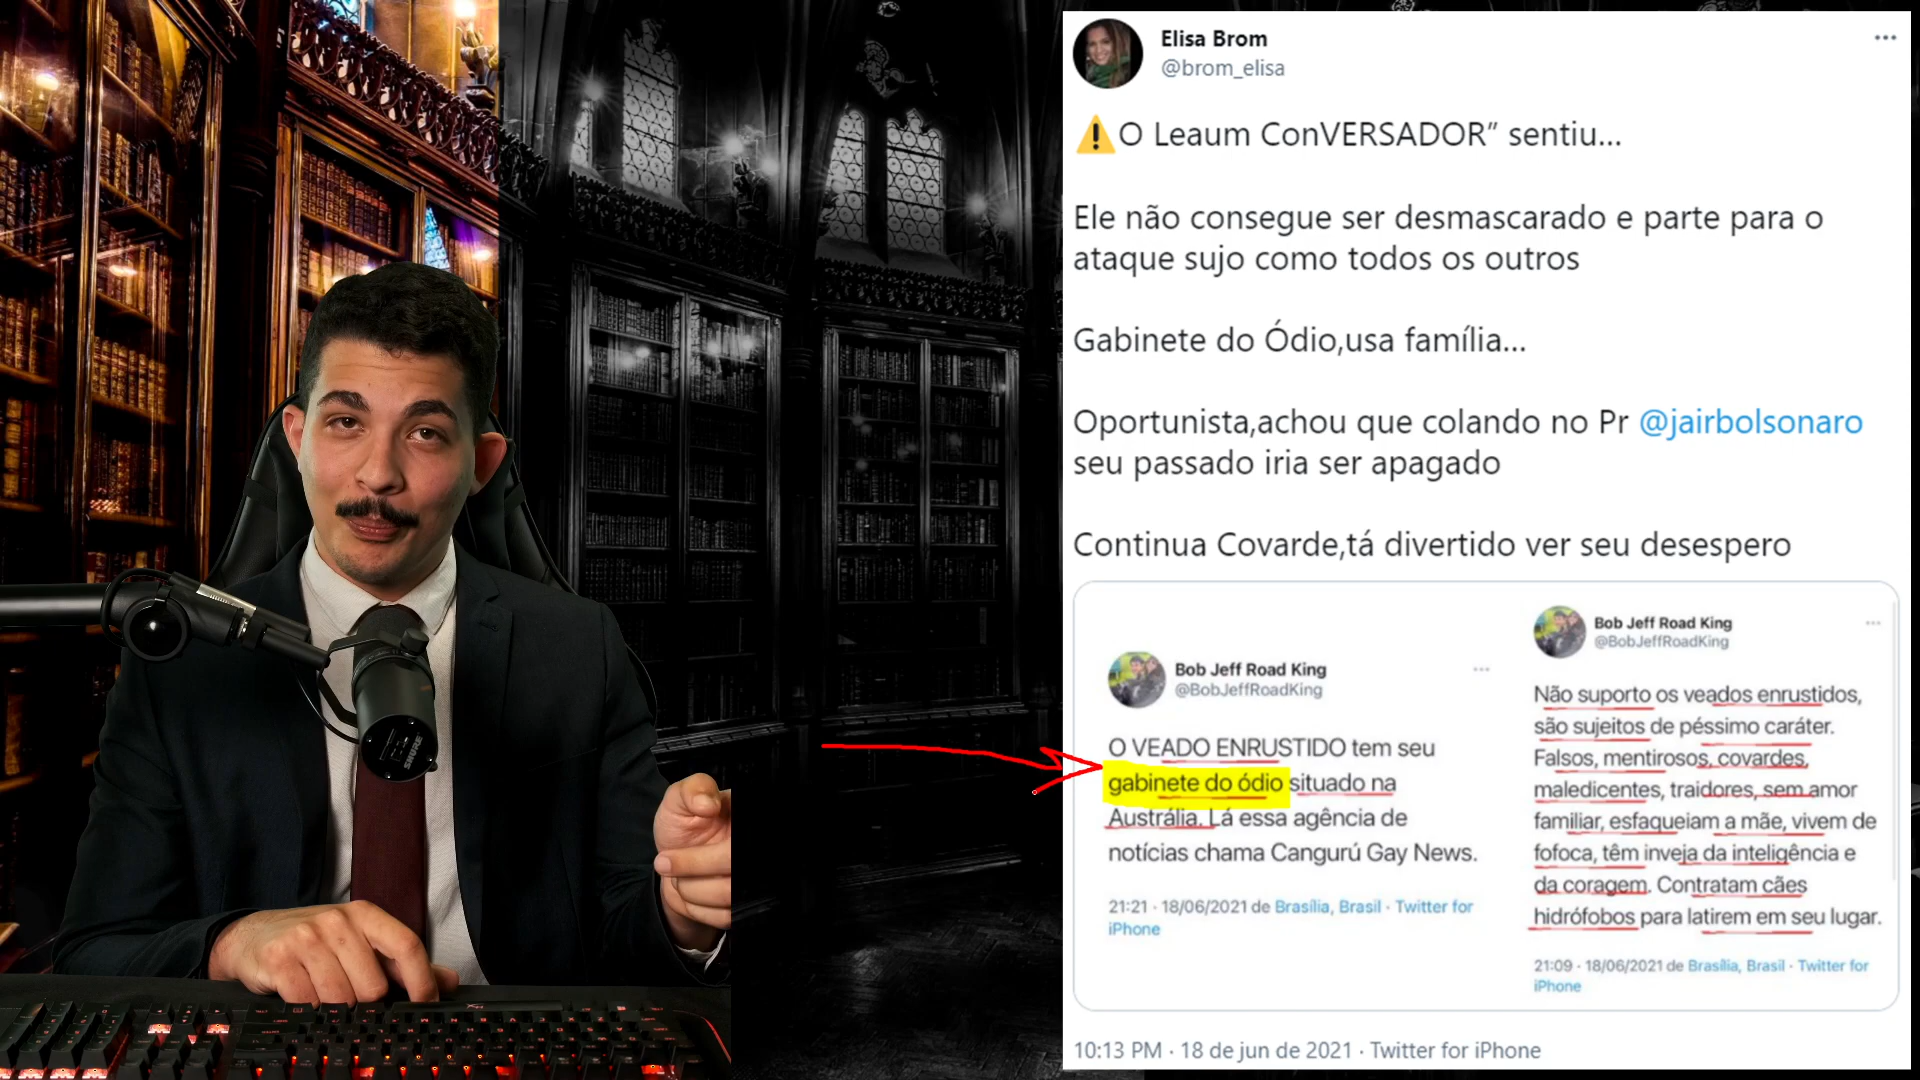 Elisa Brom
@brom_elisa
⚠️O Leaum ConVERSADOR” sentiu...
Ele não consegue ser desmascarado e parte para o
ataque sujo como todos os outros
Gabinete do Ódio,usa família...
Oportunista,achou que colando no Pr @jairbolsonaro
seu passado iria ser apagado
Continua Covarde,tá divertido ver seu desespero
Bob Jeff Road King
@BobJeffRoadKing
O VEADO ENRUSTIDO tem seu
gabinete do ódio situado na
Austrália. Lá essa agência de
notícias chama Cangurú Gay News.
21:21 · 18/06/2021 de Brasília, Brasil · Twitter for
iPhone
Bob Jeff Road King
@BobJeffRoadKing
Não suporto os veados enrustidos,
são sujeitos de péssimo caráter.
Falsos, mentirosos, covardes,
maledicentes, traidores, sem amor
familiar, esfaqueiam a mãe, vivem de
fofoca, têm inveja da inteligência e
da coragem. Contratam cães
hidrófobos para latirem em seu lugar.
21:09 · 18/06/2021 de Brasília, Brasil · Twitter for
iPhone
10:13 PM · 18 de jun de 2021 · Twitter for iPhone
SHURE